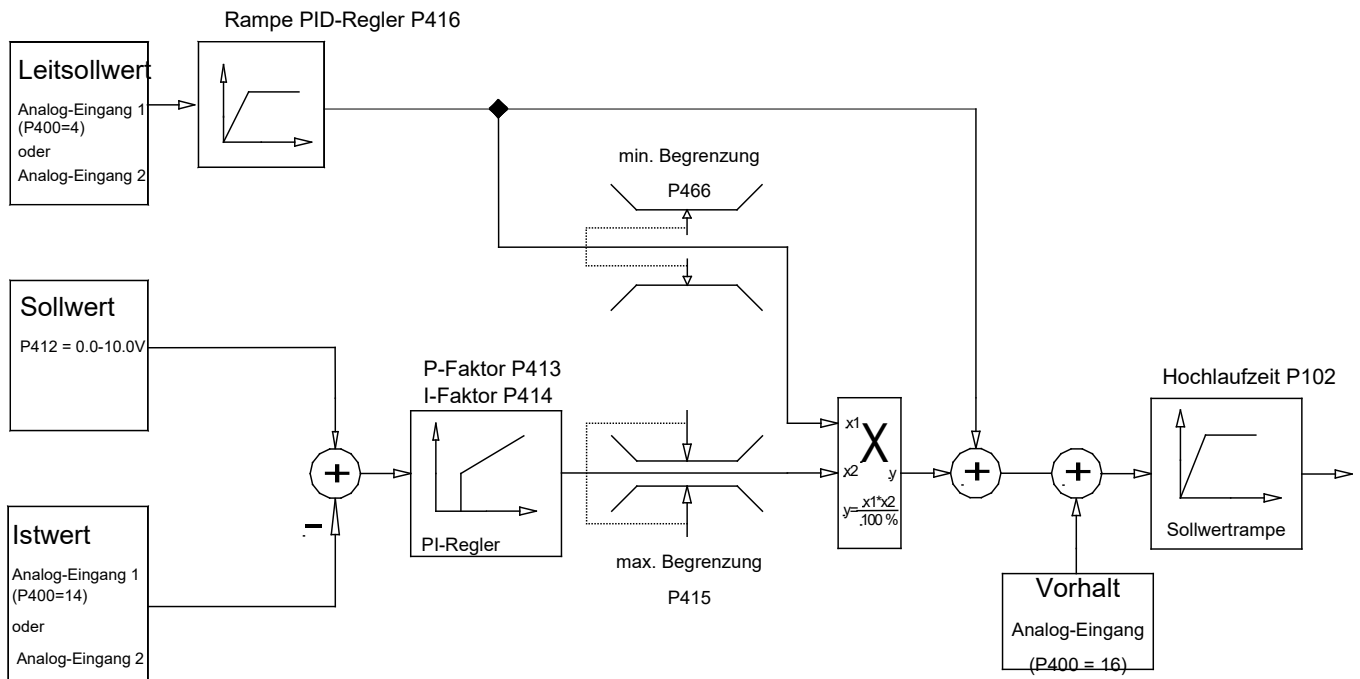 Rampe PID-Regler P416
Leitsollwert
Analog-Eingang 1
(P400=4)
oder
Analog-Eingang 2
min. Begrenzung
P466
Sollwert
P412 = 0.0-10.0V
P-Faktor P413
I-Faktor P414
PI-Regler
+
−
Istwert
Analog-Eingang 1
(P400=14)
oder
Analog-Eingang 2
max. Begrenzung
P415
x1
X
x2
y
y= x1*x2
100 %
+
+
Hochlaufzeit P102
Sollwertrampe
Vorhalt
Analog-Eingang
(P400 = 16)